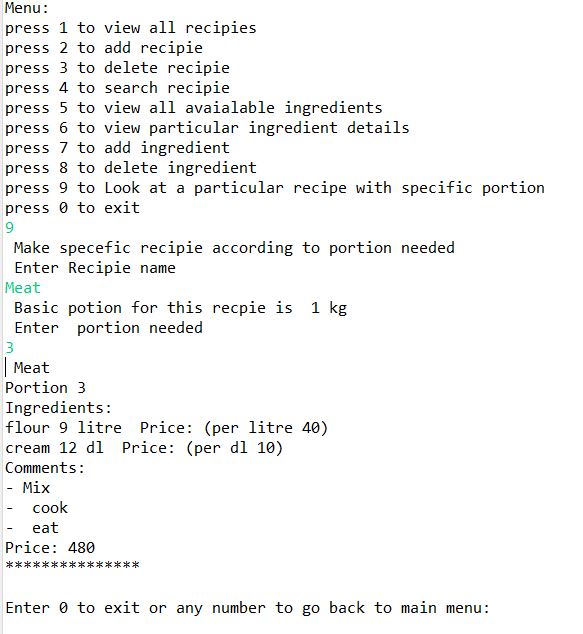 Menu:
press 1 to view all recipies
press 2 to add recipie
press 3 to delete recipie
press 4 to search recipie
press 5 to view all avaialable ingredients
press 6 to view particular ingredient details
press 7 to add ingredient
press 8 to delete ingredient
press 9 to Look at a particular recipe with specific portion
press 0 to exit
9
Make specefic recipie according to portion needed
Enter Recipie name
Meat
Basic potion for this recpie is  1 kg
Enter  portion needed
3
Meat
Portion 3
Ingredients:
flour 9 litre  Price: (per litre 40)
cream 12 dl  Price: (per dl 10)
Comments:
- Mix
-  cook
-  eat
Price: 480
***************
Enter 0 to exit or any number to go back to main menu: